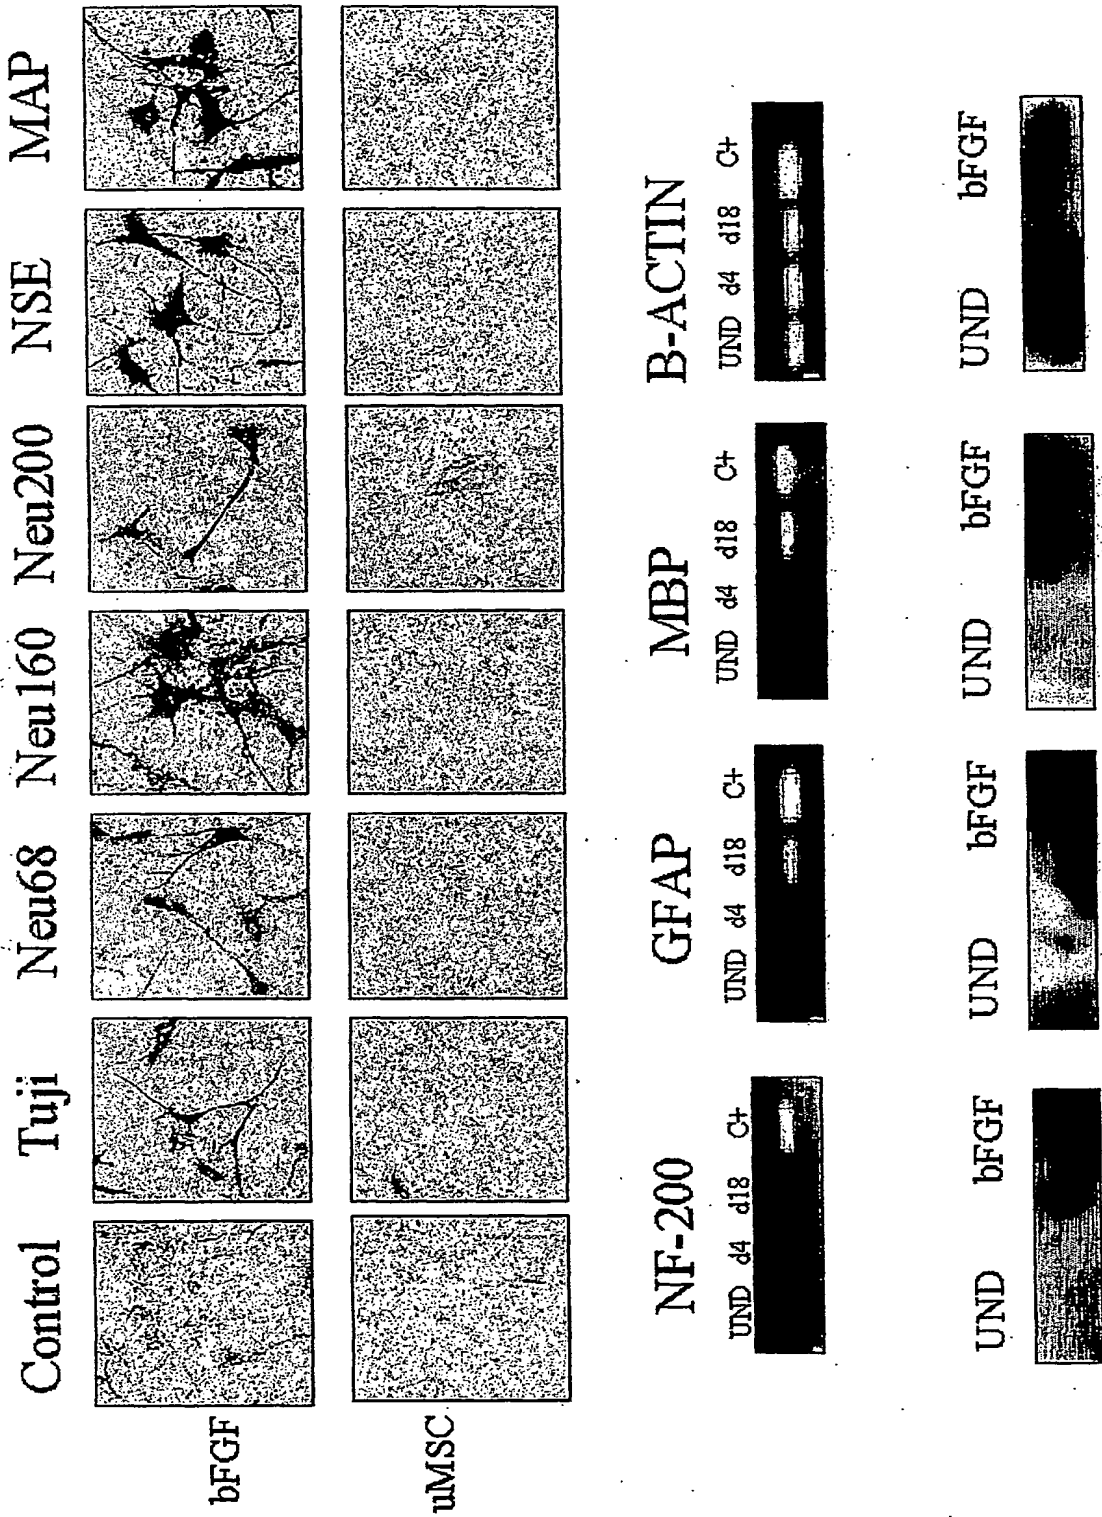 Control Tuji Neu68 Neu160 Neu200 NSE MAP
bFGF
uMSC
NF-200 GFAP MBP B-ACTIN
UND d4 d18 C+ UND d4 d18 C+ UND d4 d18 C+ UND d4 d18 C+
UND bFGF UND bFGF UND bFGF UND bFGF